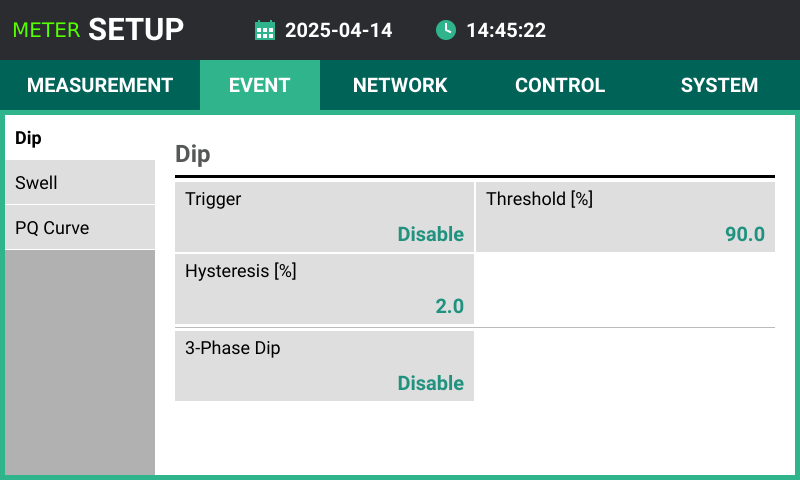 METER SETUP 2025-04-14 14:45:22
MEASUREMENT EVENT NETWORK CONTROL SYSTEM
Dip
Swell
PQ Curve
Dip
Trigger
Disable
Threshold [%]
90.0
Hysteresis [%]
2.0
3-Phase Dip
Disable